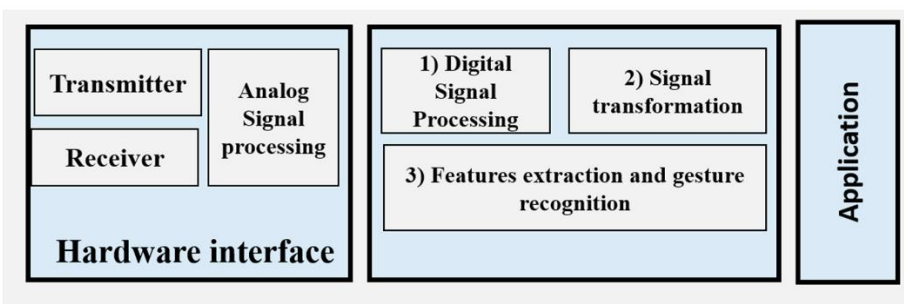 Transmitter
Receiver
Analog
Signal
processing
Hardware interface
1) Digital
Signal
Processing
2) Signal
transformation
3) Features extraction and gesture
recognition
Application